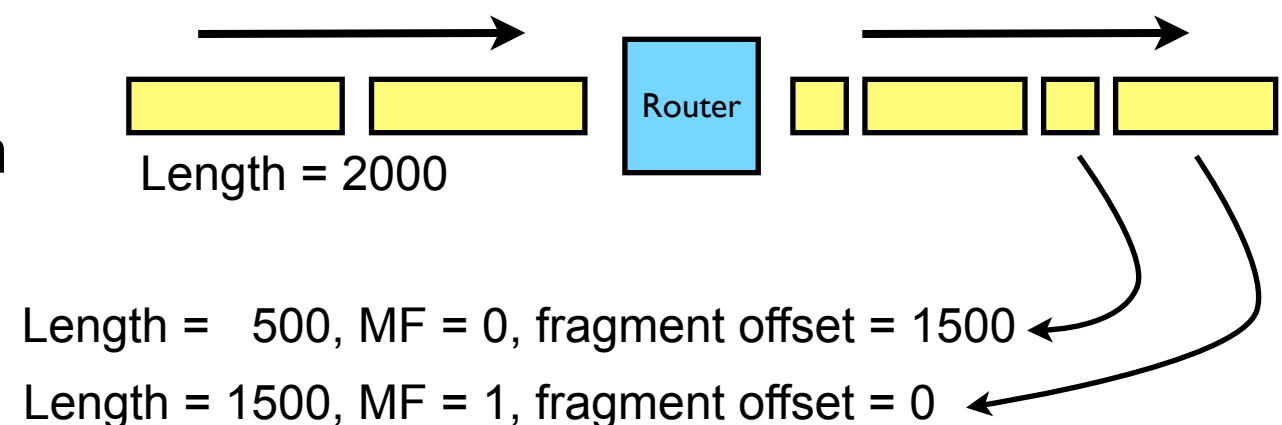 Router
n
Length = 2000
Length = 500, MF = 0, fragment offset = 1500
Length = 1500, MF = 1, fragment offset = 0